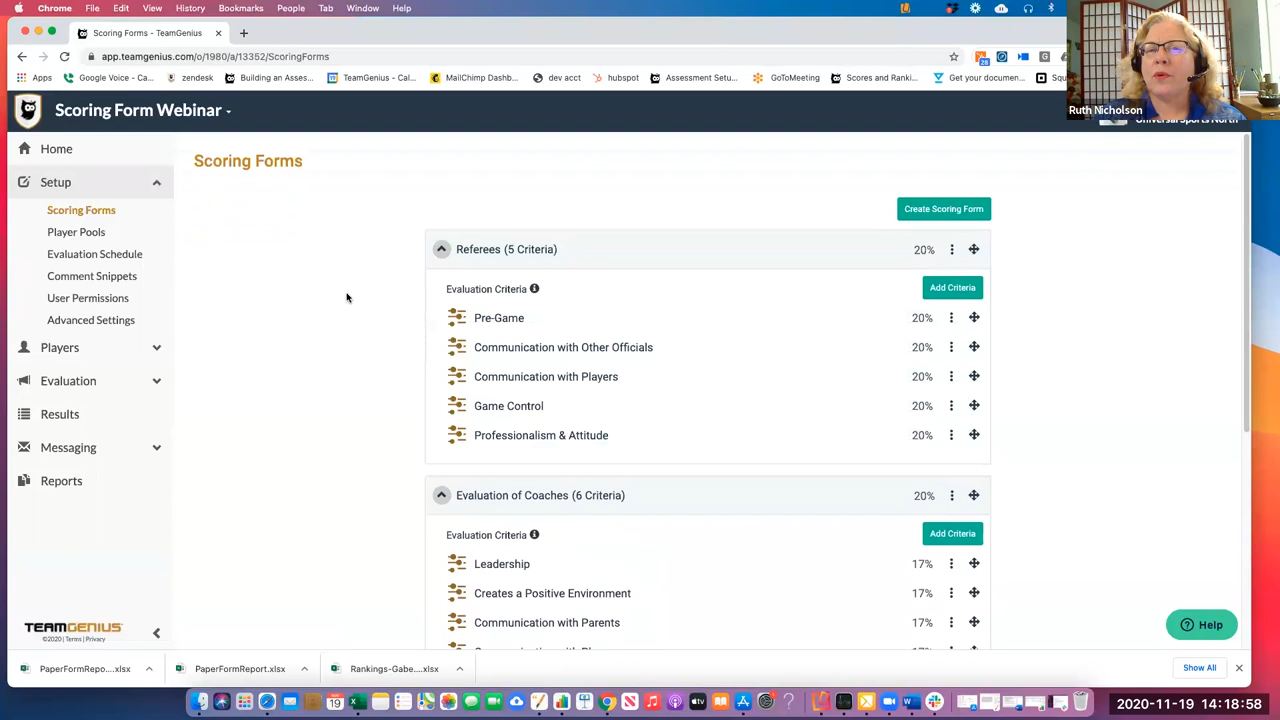 Chrome File Edit View History Bookmarks People Tab Window Help
Scoring Forms - TeamGenius
app.teamgenius.com/o/1980/a/13352/ScoringForms
28
Apps Google Voice - Ca... zendesk Building an Asses... TeamGenius - Cal... MailChimp Dashb... dev acct hubspot Assessment Setu... GoToMeeting Scores and Ranki... Get your documen...
Ruth Nicholson
Scoring Form Webinar
Universal Sports North
Home
Setup
Scoring Forms
Player Pools
Evaluation Schedule
Comment Snippets
User Permissions
Advanced Settings
Players
Evaluation
Results
Messaging
Reports
Scoring Forms
Create Scoring Form
Referees (5 Criteria) 20%
Evaluation Criteria Add Criteria
Pre-Game 20%
Communication with Other Officials 20%
Communication with Players 20%
Game Control 20%
Professionalism & Attitude 20%
Evaluation of Coaches (6 Criteria) 20%
Evaluation Criteria Add Criteria
Leadership 17%
Creates a Positive Environment 17%
Communication with Parents 17%
TEAMGENIUS
©2020 | Terms | Privacy
Help
PaperFormRepo....xlsx PaperFormReport.xlsx Rankings-Gabe....xlsx Show All
2020-11-19 14:18:58